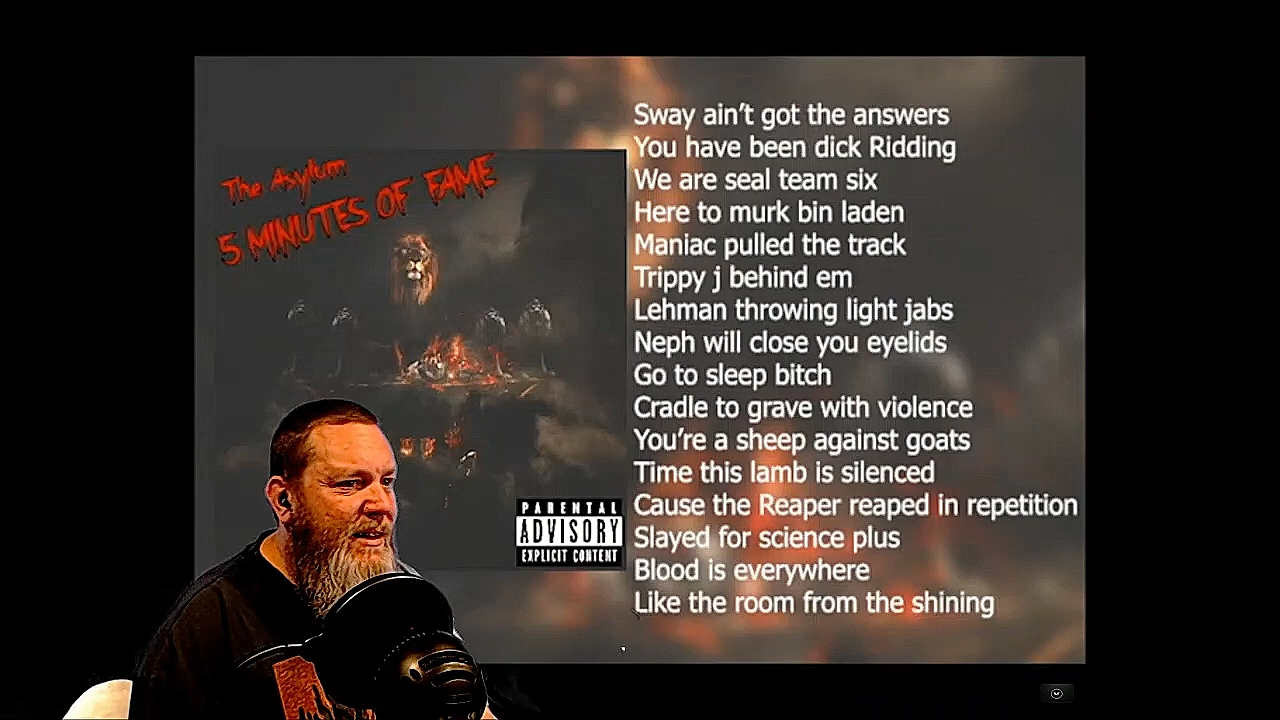 The Asylum
5 MINUTES OF FAME
PARENTAL
ADVISORY
EXPLICIT CONTENT
Sway ain't got the answers
You have been dick Ridding
We are seal team six
Here to murk bin laden
Maniac pulled the track
Trippy j behind em
Lehman throwing light jabs
Neph will close you eyelids
Go to sleep bitch
Cradle to grave with violence
You're a sheep against goats
Time this lamb is silenced
Cause the Reaper reaped in repetition
Slayed for science plus
Blood is everywhere
Like the room from the shining